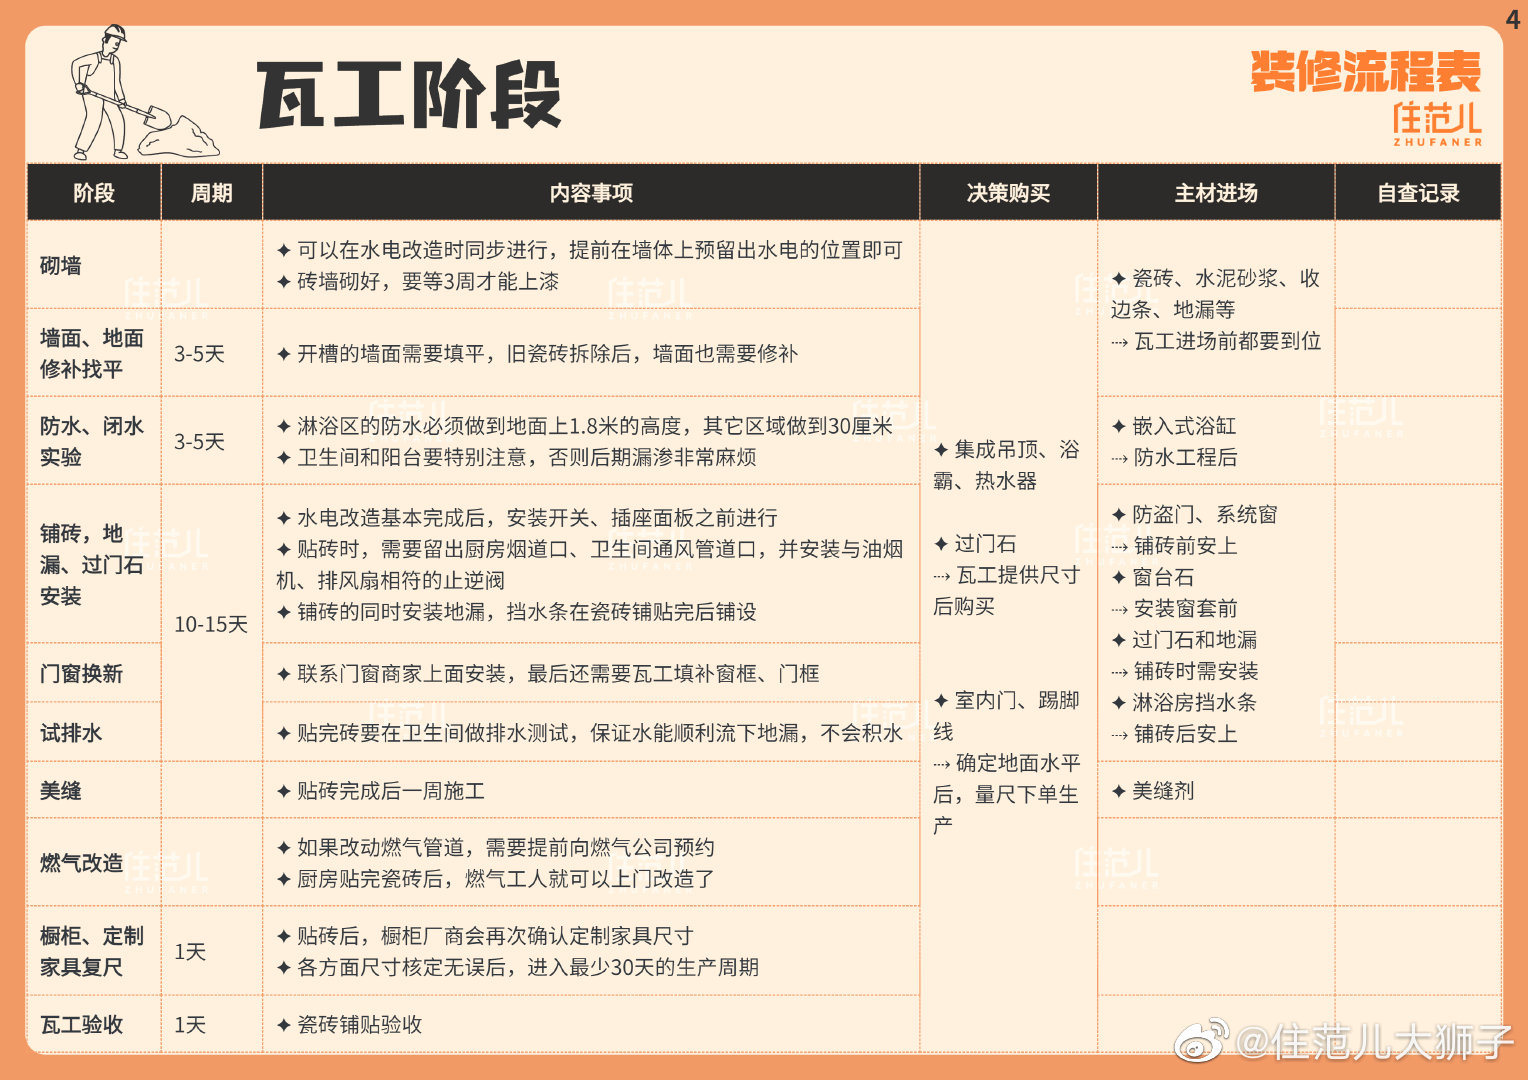 4
瓦工阶段
装修流程表
住范儿
ZHUFANER
阶段
周期
内容事项
决策购买
主材进场
自查记录
砌墙
✦ 可以在水电改造时同步进行，提前在墙体上预留出水电的位置即可
✦ 砖墙砌好，要等3周才能上漆
墙面、地面
修补找平
3-5天
✦ 开槽的墙面需要填平，旧瓷砖拆除后，墙面也需要修补
防水、闭水
实验
3-5天
✦ 淋浴区的防水必须做到地面上1.8米的高度，其它区域做到30厘米
✦ 卫生间和阳台要特别注意，否则后期漏渗非常麻烦
铺砖，地
漏、过门石
安装
10-15天
✦ 水电改造基本完成后，安装开关、插座面板之前进行
✦ 贴砖时，需要留出厨房烟道口、卫生间通风管道口，并安装与油烟
机、排风扇相符的止逆阀
✦ 铺砖的同时安装地漏，挡水条在瓷砖铺贴完后铺设
门窗换新
✦ 联系门窗商家上面安装，最后还需要瓦工填补窗框、门框
试排水
✦ 贴完砖要在卫生间做排水测试，保证水能顺利流下地漏，不会积水
美缝
✦ 贴砖完成后一周施工
燃气改造
✦ 如果改动燃气管道，需要提前向燃气公司预约
✦ 厨房贴完瓷砖后，燃气工人就可以上门改造了
橱柜、定制
家具复尺
1天
✦ 贴砖后，橱柜厂商会再次确认定制家具尺寸
✦ 各方面尺寸核定无误后，进入最少30天的生产周期
瓦工验收
1天
✦ 瓷砖铺贴验收
✦ 集成吊顶、浴
霸、热水器
✦ 过门石
⇢ 瓦工提供尺寸
后购买
✦ 室内门、踢脚
线
⇢ 确定地面水平
后，量尺下单生
产
✦ 瓷砖、水泥砂浆、收
边条、地漏等
⇢ 瓦工进场前都要到位
✦ 嵌入式浴缸
⇢ 防水工程后
✦ 防盗门、系统窗
⇢ 铺砖前安上
✦ 窗台石
⇢ 安装窗套前
✦ 过门石和地漏
⇢ 铺砖时需安装
✦ 淋浴房挡水条
⇢ 铺砖后安上
✦ 美缝剂
@住范儿大狮子